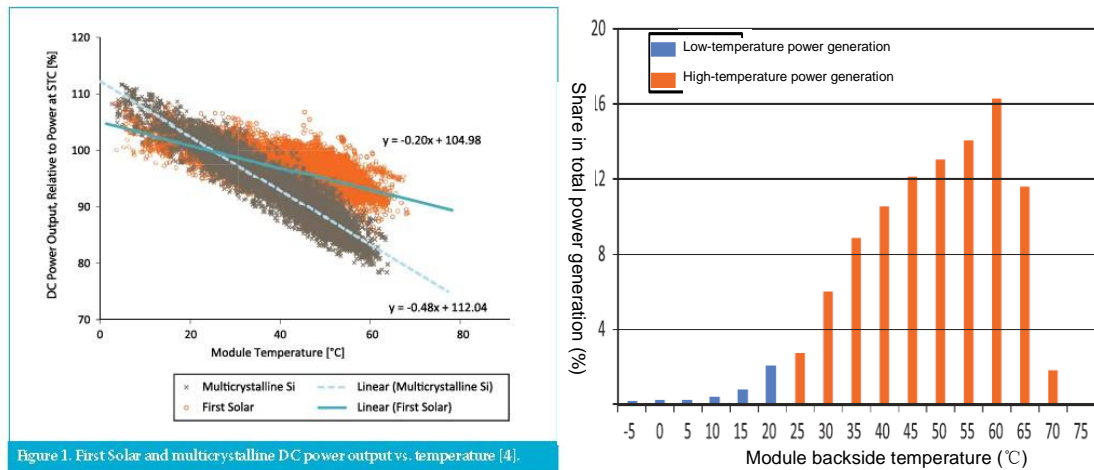 DC Power Output, Relative to Power at STC [%]
120
110
100
90
80
70
y = -0.20x + 104.98
y = -0.48x + 112.04
0
20
40
60
80
Module Temperature [°C]
Multicrystalline Si
Linear (Multicrystalline Si)
First Solar
Linear (First Solar)
Figure 1. First Solar and multicrystalline DC power output vs. temperature [4].
Share in total power generation (%)
20
16
12
8
4
Low-temperature power generation
High-temperature power generation
-5 0 5 10 15 20 25 30 35 40 45 50 55 60 65 70 75
Module backside temperature (℃)